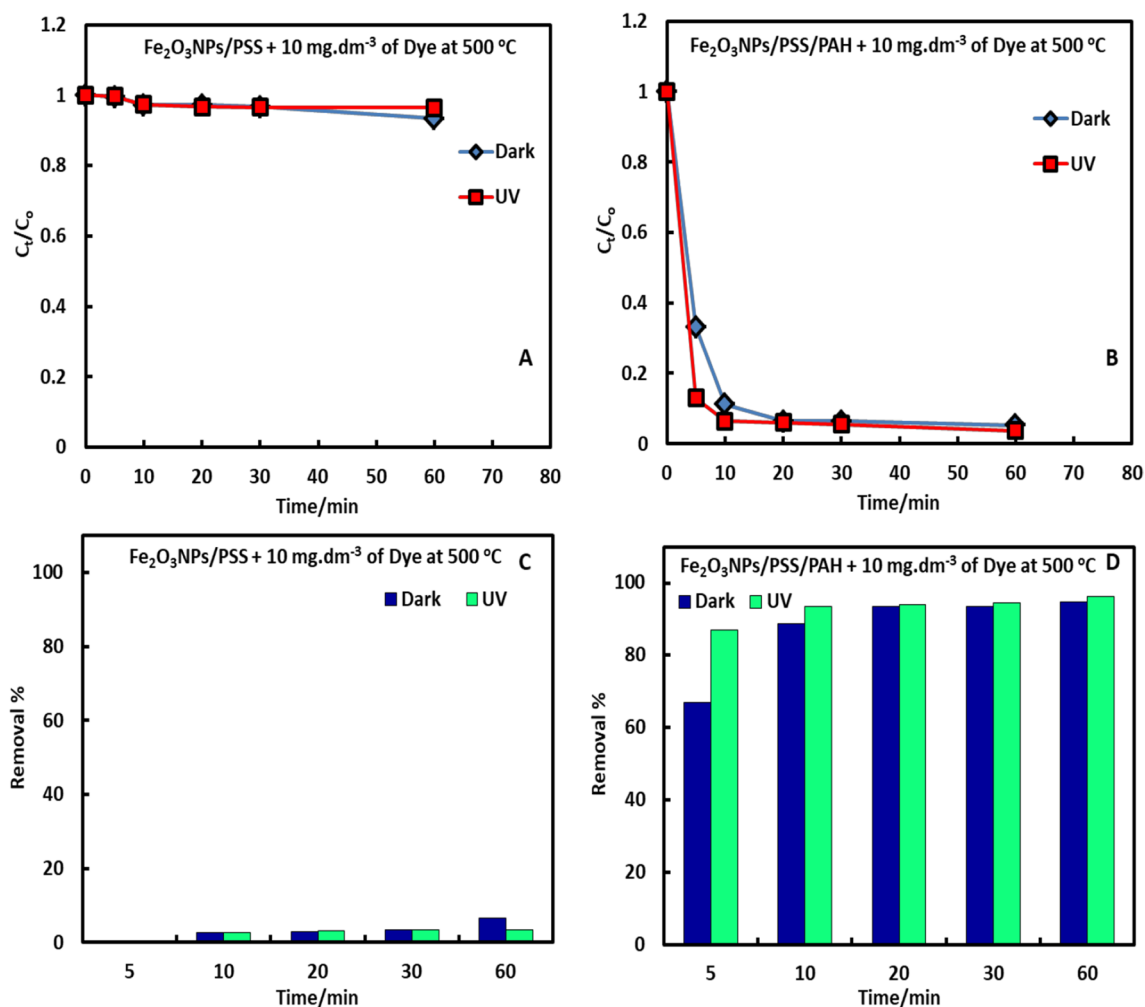 Fe₂O₃NPs/PSS + 10 mg.dm⁻³ of Dye at 500 °C
1.2
1
0.8
0.6
0.4
0.2
0
Cₜ/Cₒ
Dark
UV
A
0 10 20 30 40 50 60 70 80
Time/min
Fe₂O₃NPs/PSS/PAH + 10 mg.dm⁻³ of Dye at 500 °C
1.2
1
0.8
0.6
0.4
0.2
0
Cₜ/Cₒ
Dark
UV
B
0 10 20 30 40 50 60 70 80
Time/min
Fe₂O₃NPs/PSS + 10 mg.dm⁻³ of Dye at 500 °C C
Dark UV
100
80
60
40
20
0
Removal %
5 10 20 30 60
Time/min
Fe₂O₃NPs/PSS/PAH + 10 mg.dm⁻³ of Dye at 500 °C D
Dark UV
100
80
60
40
20
0
Removal %
5 10 20 30 60
Time/min